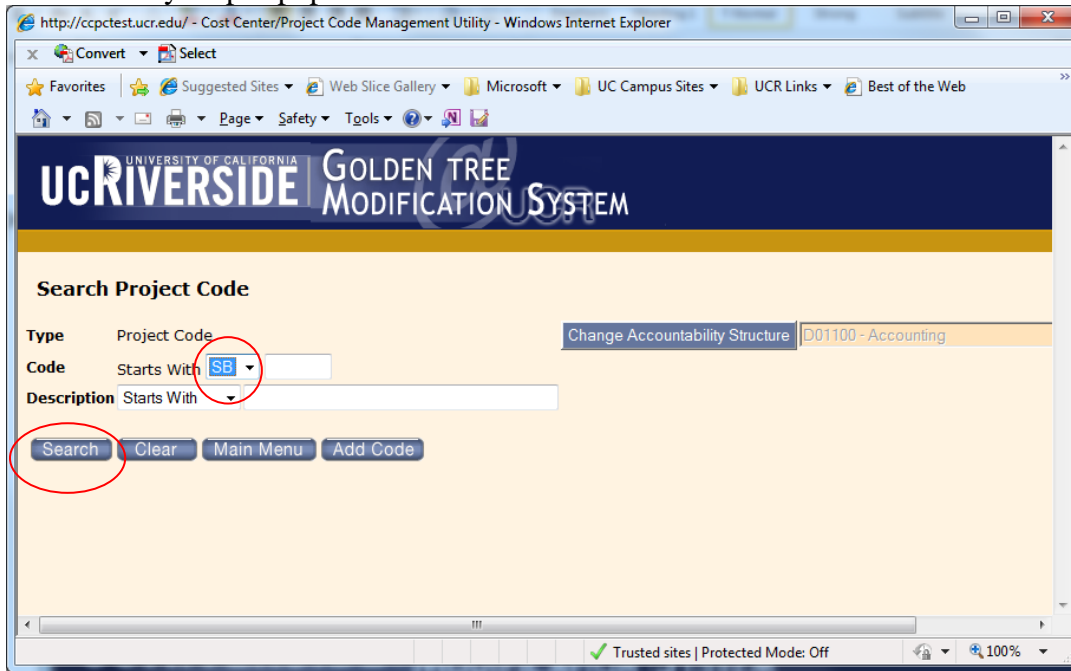 http://ccpctest.ucr.edu/ - Cost Center/Project Code Management Utility - Windows Internet Explorer
x Convert Select
Favorites Suggested Sites Web Slice Gallery Microsoft UC Campus Sites UCR Links Best of the Web »
Page Safety Tools
UNIVERSITY OF CALIFORNIA
UCRIVERSIDE GOLDEN TREE MODIFICATION SYSTEM
@UCR
Search Project Code
Type Project Code Change Accountability Structure D01100 - Accounting
Code Starts With SB
Description Starts With
Search Clear Main Menu Add Code
Trusted sites | Protected Mode: Off 100%